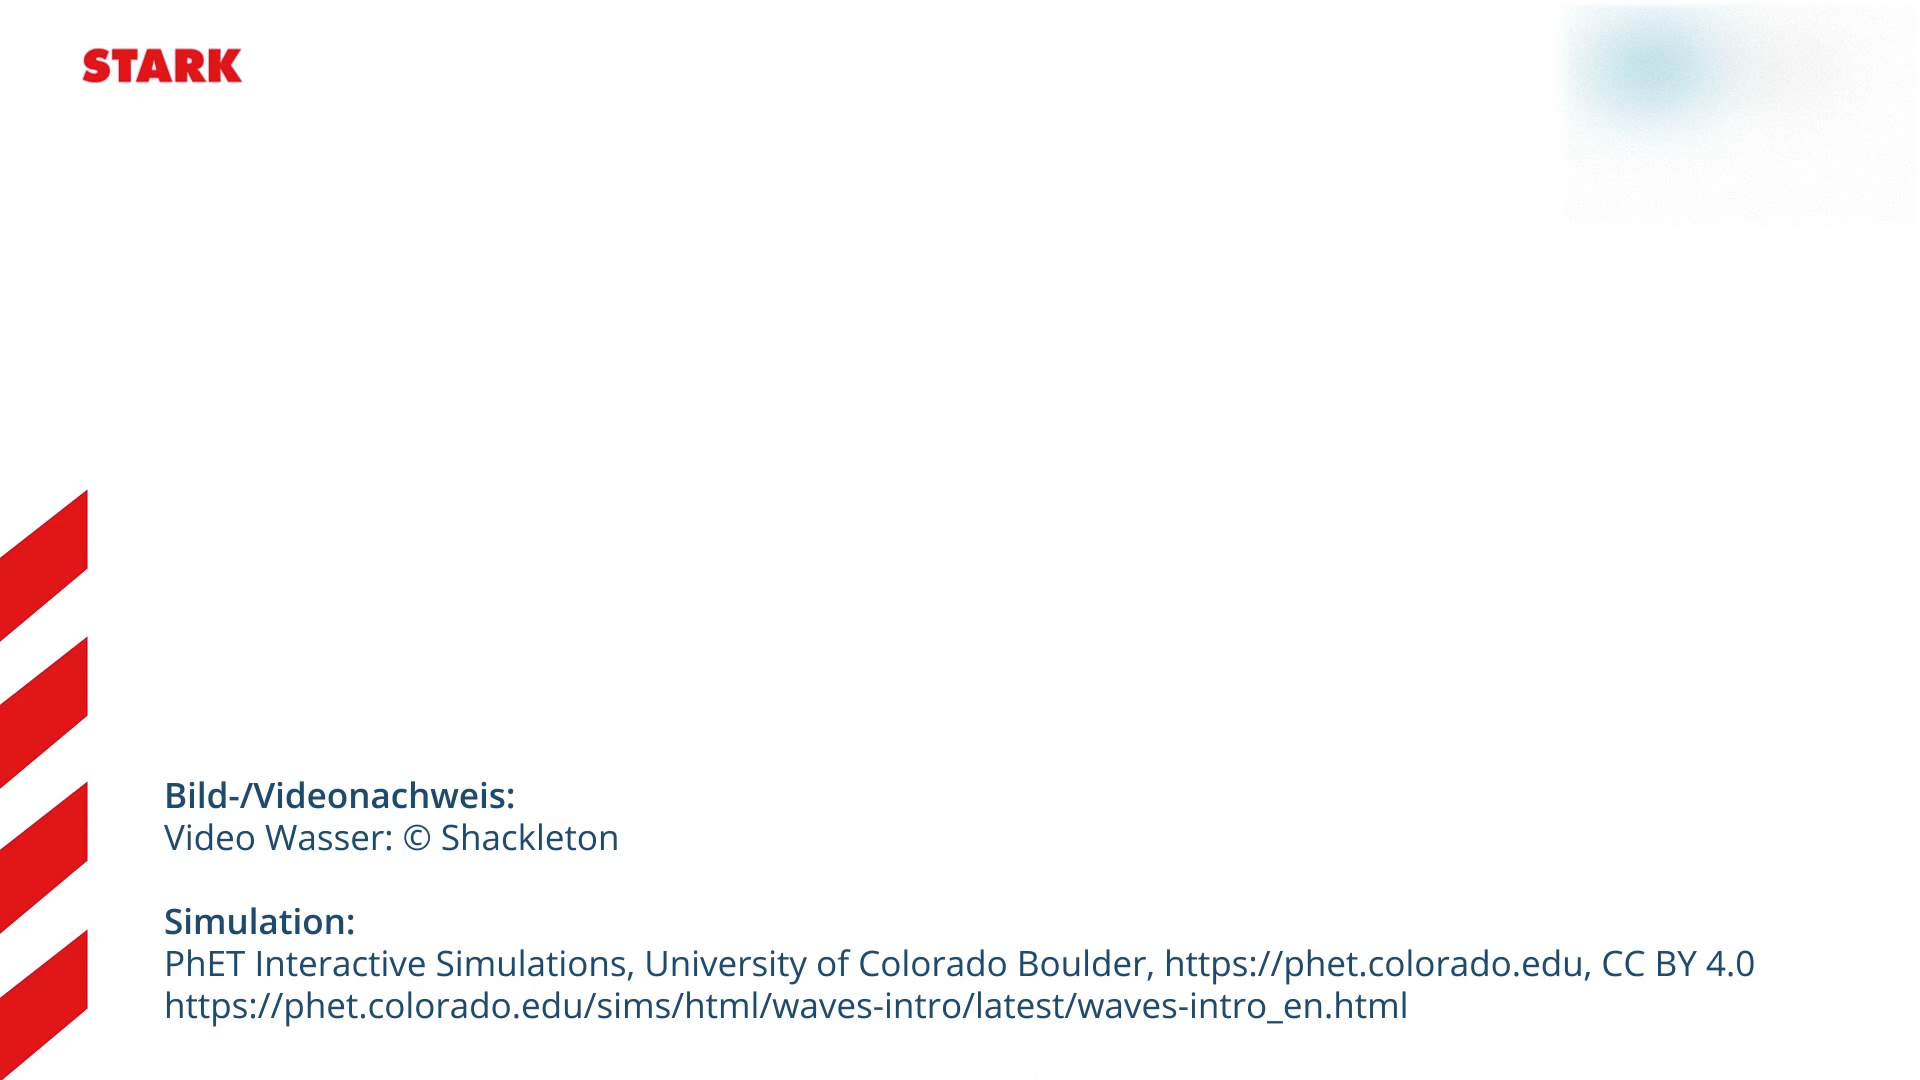 STARK
Bild-/Videonachweis:
Video Wasser: © Shackleton
Simulation:
PhET Interactive Simulations, University of Colorado Boulder, https://phet.colorado.edu, CC BY 4.0
https://phet.colorado.edu/sims/html/waves-intro/latest/waves-intro_en.html